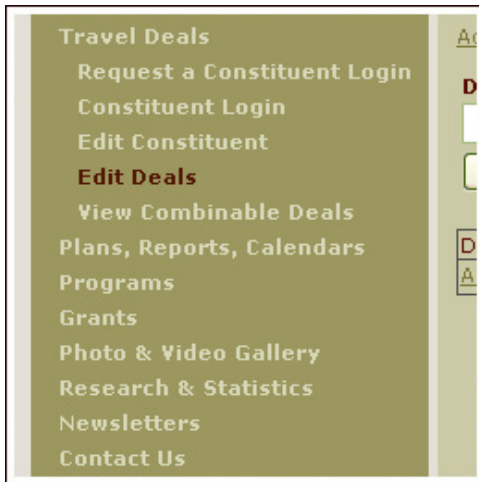 Travel Deals
Request a Constituent Login
Constituent Login
Edit Constituent
Edit Deals
View Combinable Deals
Plans, Reports, Calendars
Programs
Grants
Photo & Video Gallery
Research & Statistics
Newsletters
Contact Us